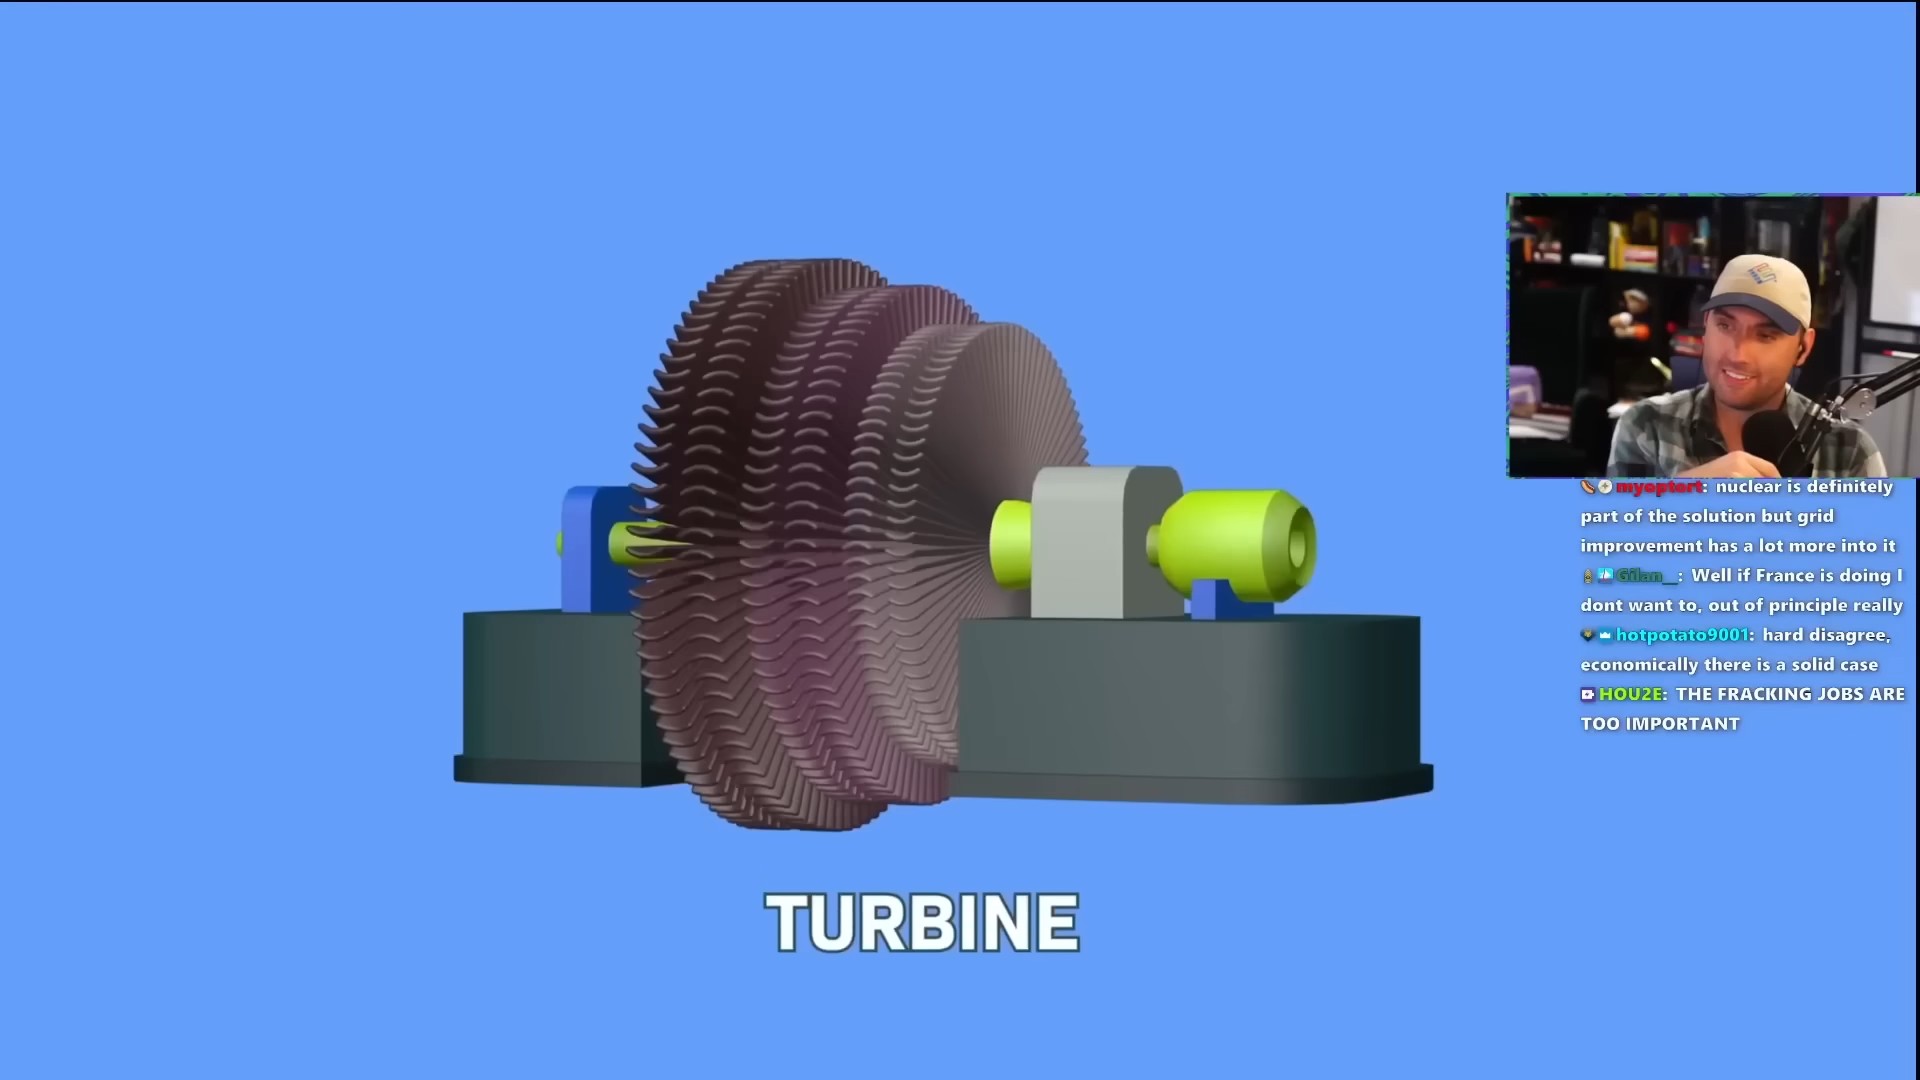 myoptort: nuclear is definitely
part of the solution but grid
improvement has a lot more into it
Gilan__: Well if France is doing I
dont want to, out of principle really
hotpotato9001: hard disagree,
economically there is a solid case
HOU2E: THE FRACKING JOBS ARE
TOO IMPORTANT
TURBINE